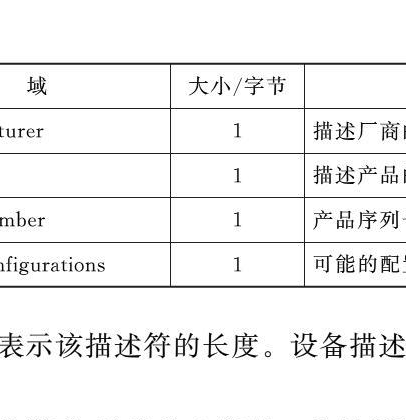 域 大小/字节
turer 1 描述厂商
1 描述产品
mber 1 产品序列
nfigurations 1 可能的配
表示该描述符的长度。设备描述